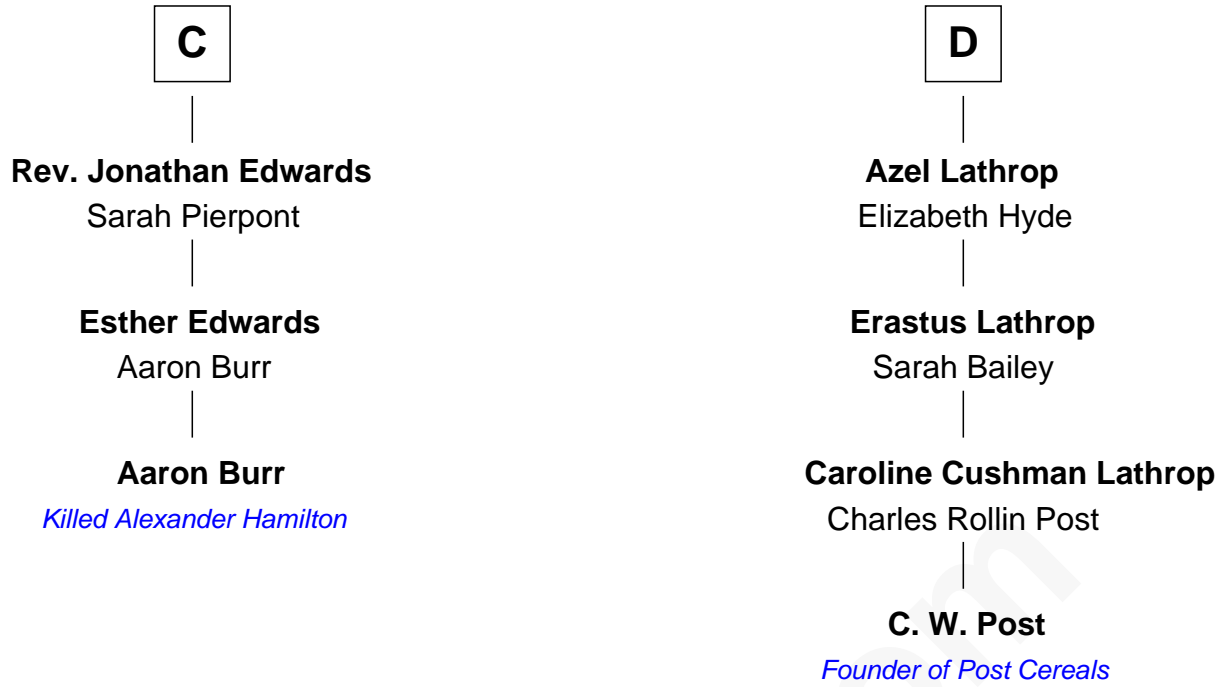 C
Rev. Jonathan Edwards
Sarah Pierpont
Esther Edwards
Aaron Burr
Aaron Burr
Killed Alexander Hamilton
D
Azel Lathrop
Elizabeth Hyde
Erastus Lathrop
Sarah Bailey
Caroline Cushman Lathrop
Charles Rollin Post
C. W. Post
Founder of Post Cereals